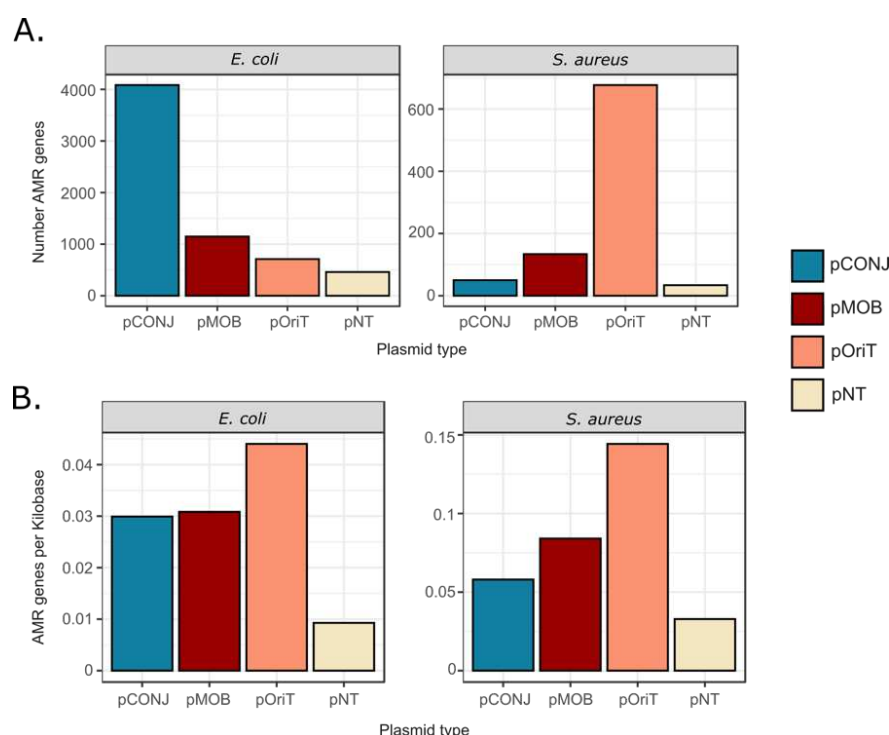 A.
E. coli
S. aureus
Number AMR genes
4000
3000
2000
1000
0
600
400
200
0
pCONJ pMOB pOriT pNT
pCONJ pMOB pOriT pNT
Plasmid type
pCONJ
pMOB
pOriT
pNT
B.
E. coli
S. aureus
AMR genes per Kilobase
0.04
0.03
0.02
0.01
0
0.15
0.1
0.05
0
pCONJ pMOB pOriT pNT
pCONJ pMOB pOriT pNT
Plasmid type